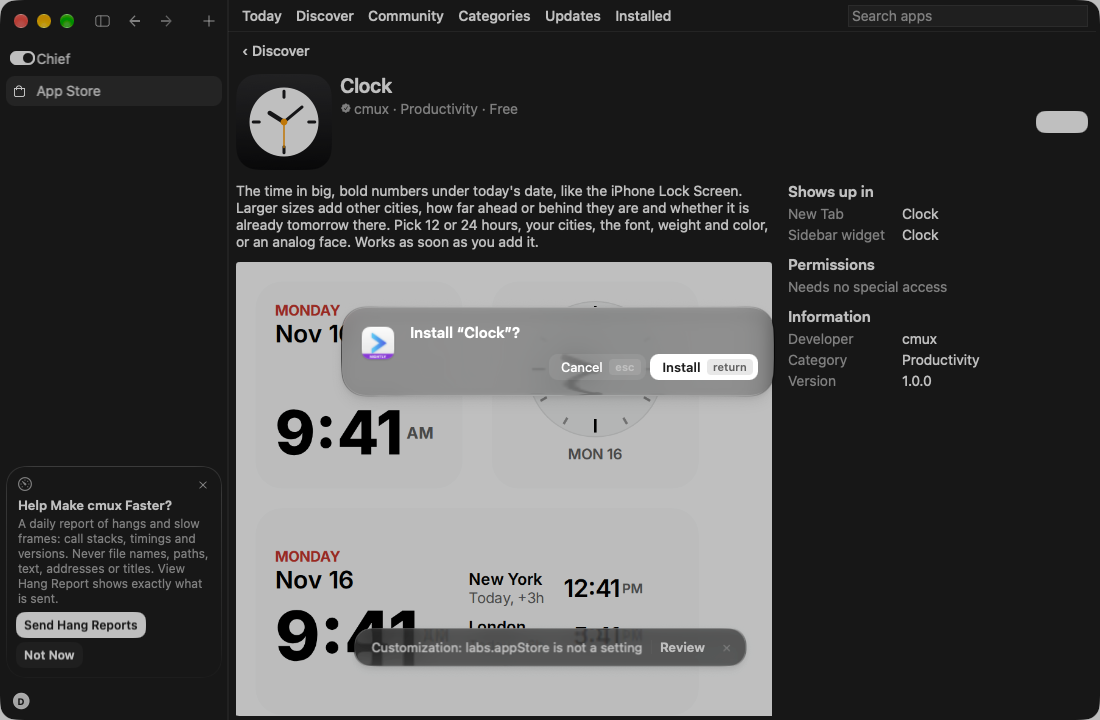 Today Discover Community Categories Updates Installed
Search apps
Chief
App Store
‹ Discover
Clock
cmux · Productivity · Free
The time in big, bold numbers under today's date, like the iPhone Lock Screen.
Larger sizes add other cities, how far ahead or behind they are and whether it is
already tomorrow there. Pick 12 or 24 hours, your cities, the font, weight and color,
or an analog face. Works as soon as you add it.
Shows up in
New Tab Clock
Sidebar widget Clock
Permissions
Needs no special access
Information
Developer cmux
Category Productivity
Version 1.0.0
MONDAY
Nov 16
9:41 AM
MON 16
Install “Clock”?
Cancel esc
Install return
MONDAY
Nov 16
9:41 AM
New York
Today, +3h
12:41 PM
London
Customization: labs.appStore is not a setting Review
Help Make cmux Faster?
A daily report of hangs and slow
frames: call stacks, timings and
versions. Never file names, paths,
text, addresses or titles. View
Hang Report shows exactly what
is sent.
Send Hang Reports
Not Now
D